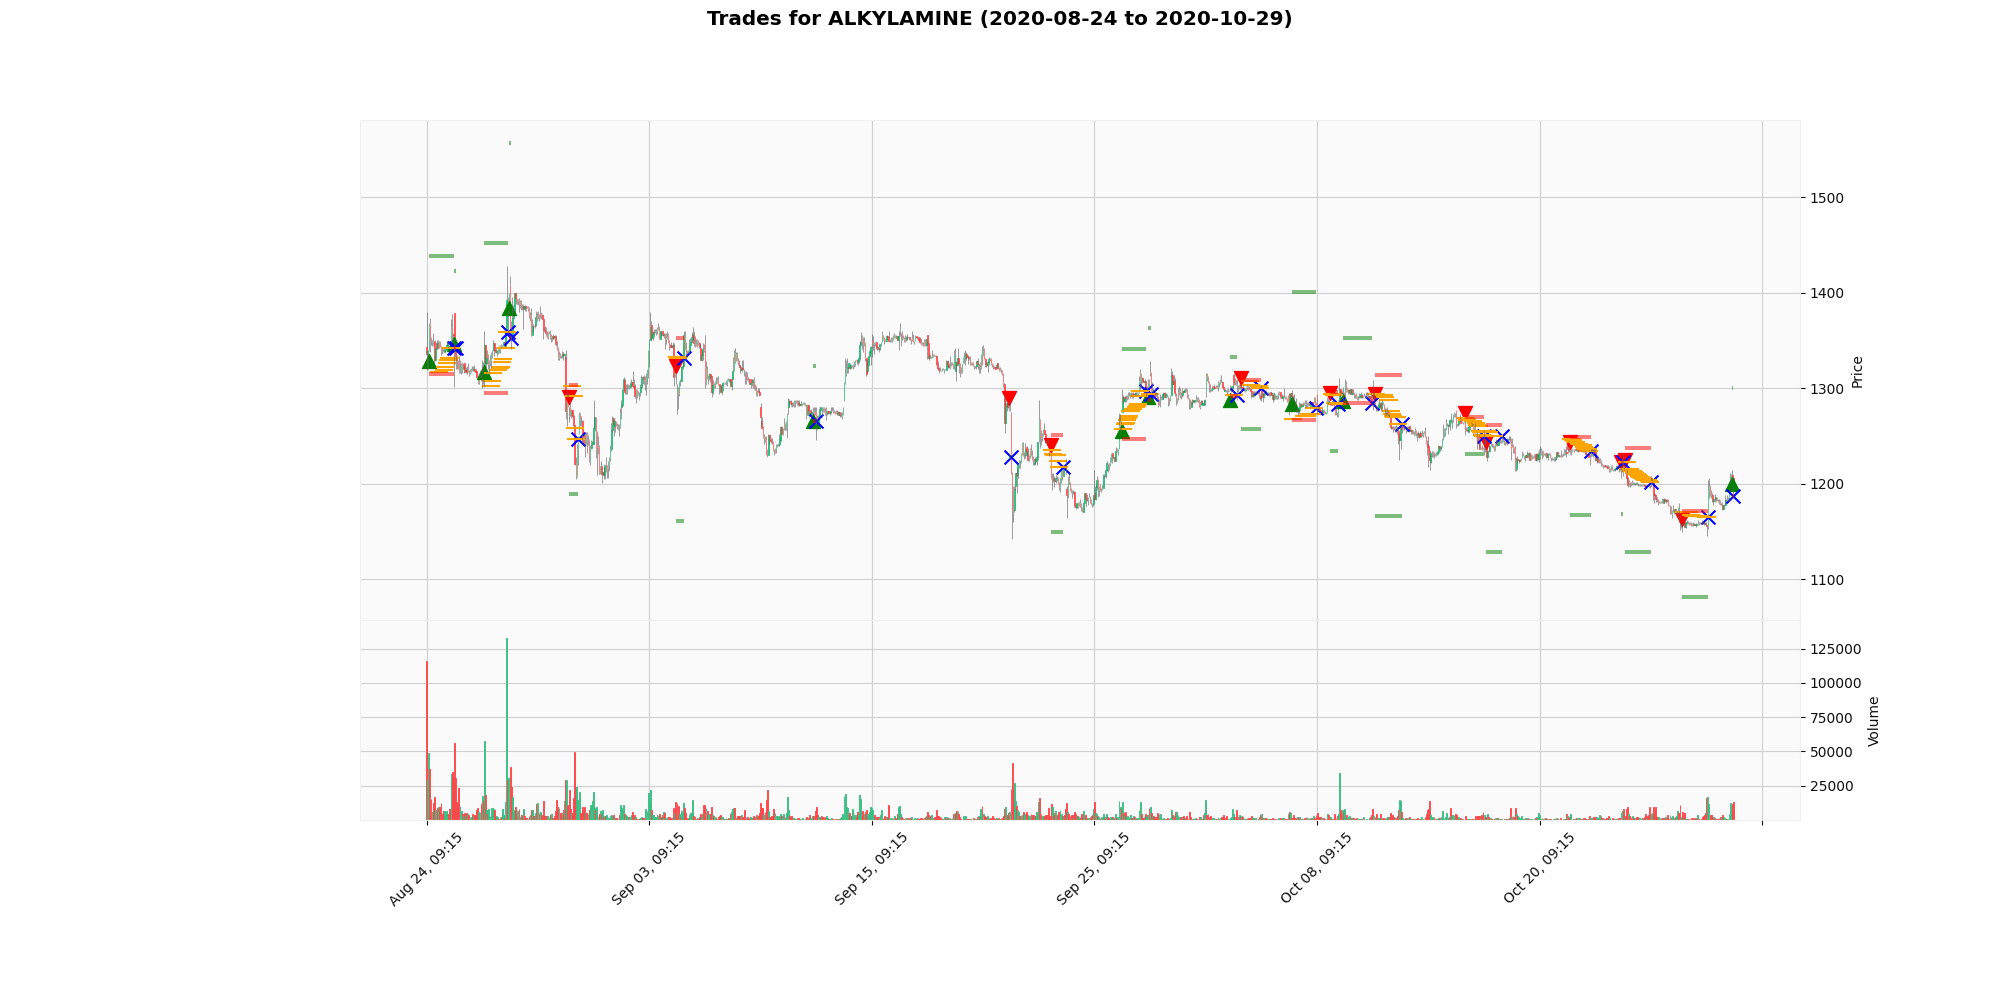 Trades for ALKYLAMINE (2020-08-24 to 2020-10-29)
1500
1400
1300
1200
1100
Price
125000
100000
75000
50000
25000
Volume
Aug 24, 09:15
Sep 03, 09:15
Sep 15, 09:15
Sep 25, 09:15
Oct 08, 09:15
Oct 20, 09:15